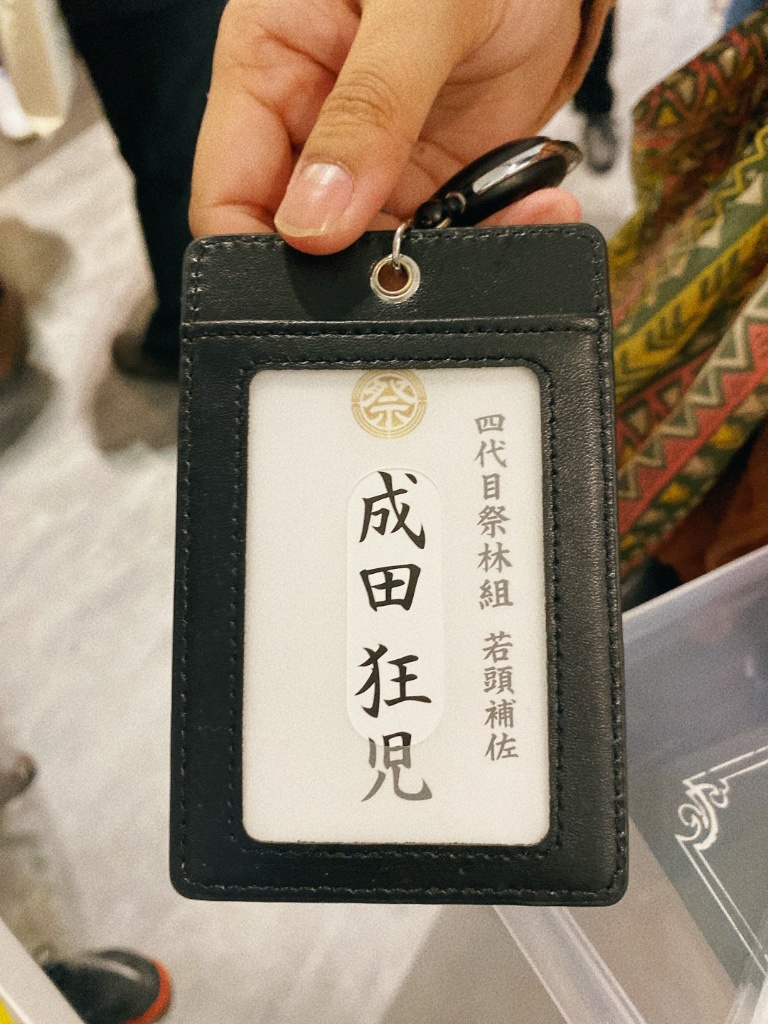 祭
四代目祭林組 若頭補佐
成田 狂児